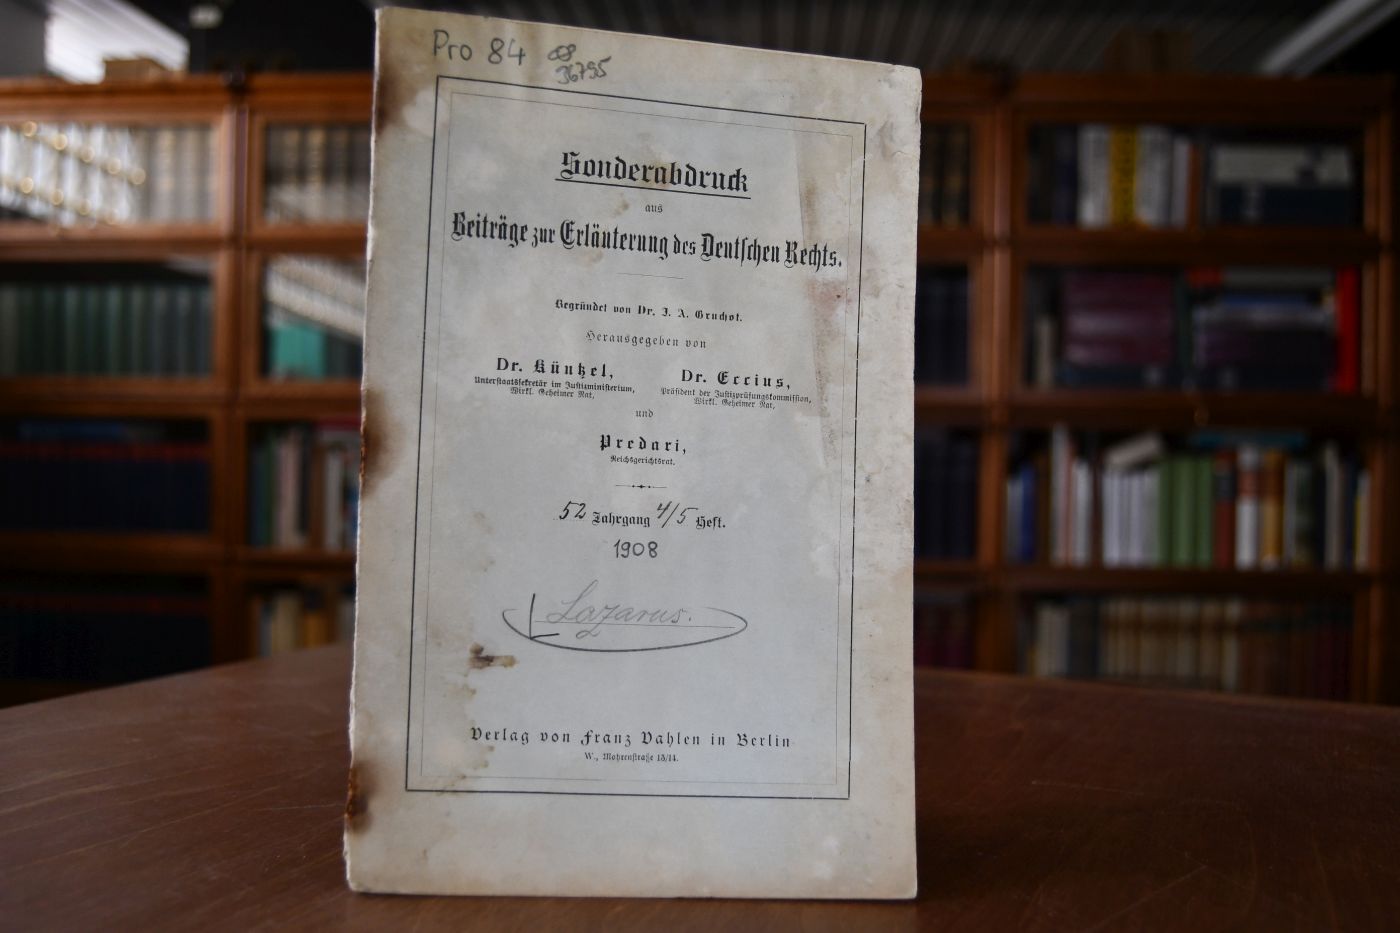 Pro 84
36795
Sonderabdruck
aus
Beiträge zur Erläuterung des Deutschen Rechts.
Begründet von Dr. J. A. Gruchot.
Herausgegeben von
Dr. Küntzel,
Unterstaatssekretär im Justizministerium,
Wirkl. Geheimer Rat,
Dr. Eccius,
Präsident der Justizprüfungskommission,
Wirkl. Geheimer Rat,
und
Predari,
Reichsgerichtsrat.
52 Jahrgang 4/5 Heft.
1908
Lazarus.
Verlag von Franz Vahlen in Berlin
W., Mohrenstraße 13/14.